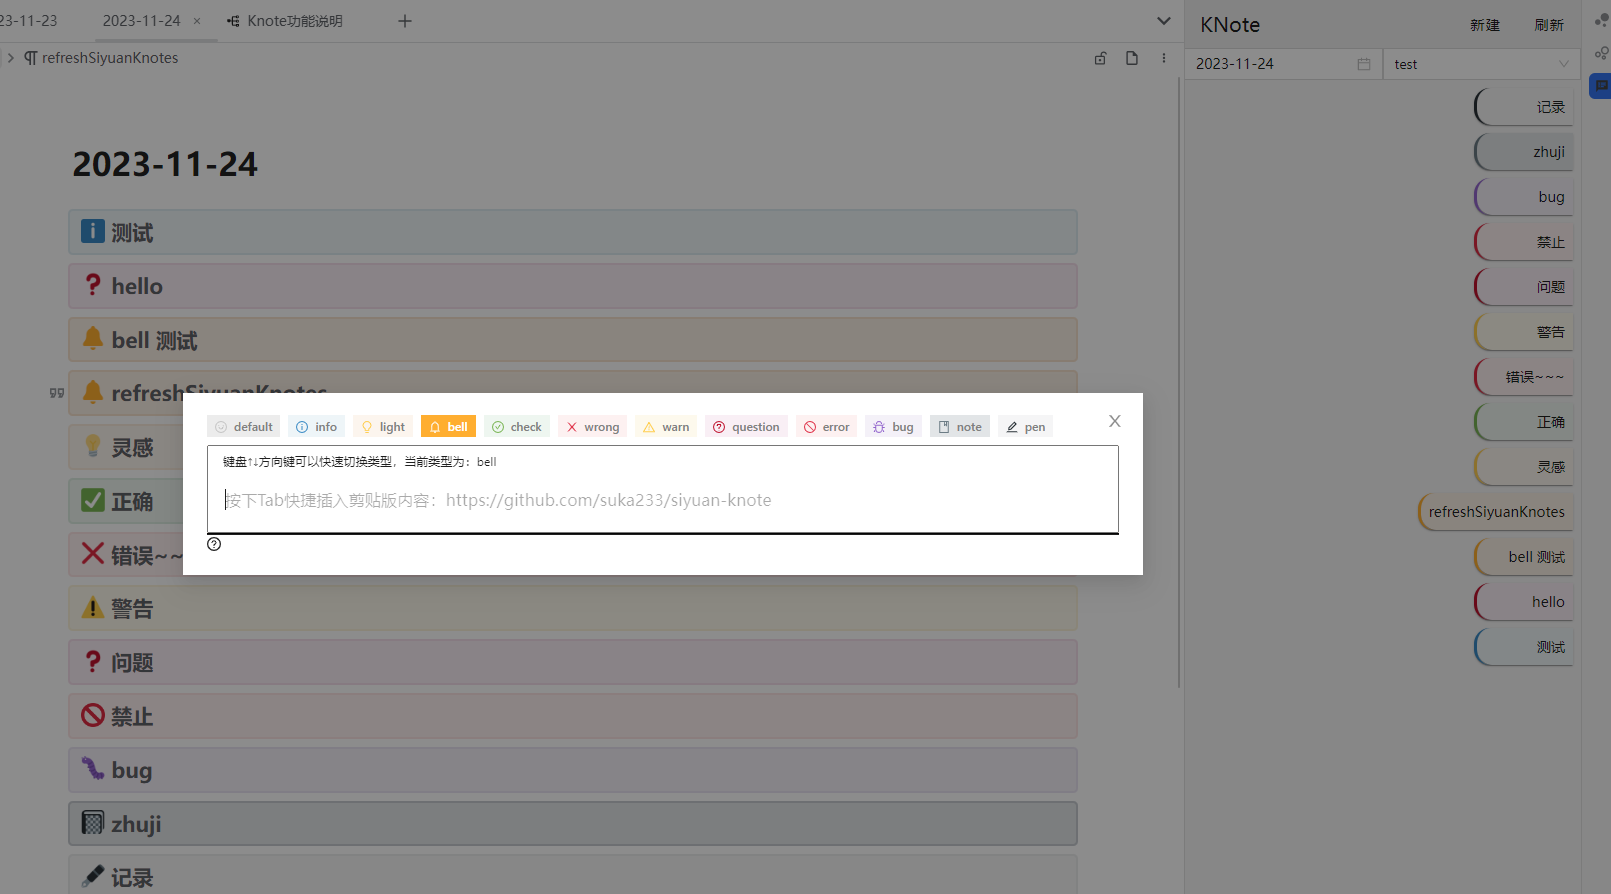 23-11-23
2023-11-24
Knote功能说明
refreshSiyuanKnotes
2023-11-24
测试
hello
bell 测试
refreshSiyuanKnotes
灵感
正确
错误~~
警告
问题
禁止
bug
zhuji
记录
default
info
light
bell
check
wrong
warn
question
error
bug
note
pen
键盘↑↓方向键可以快速切换类型，当前类型为：bell
按下Tab快捷插入剪贴版内容：https://github.com/suka233/siyuan-knote
KNote
新建
刷新
2023-11-24
test
记录
zhuji
bug
禁止
问题
警告
错误~~~
正确
灵感
refreshSiyuanKnotes
bell 测试
hello
测试